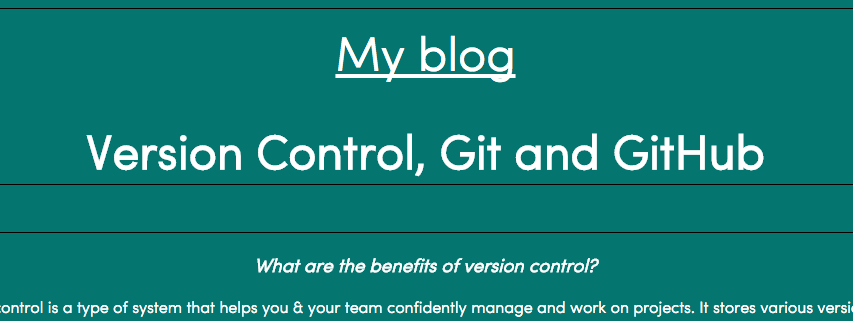 My blog
Version Control, Git and GitHub
What are the benefits of version control?
control is a type of system that helps you & your team confidently manage and work on projects. It stores various